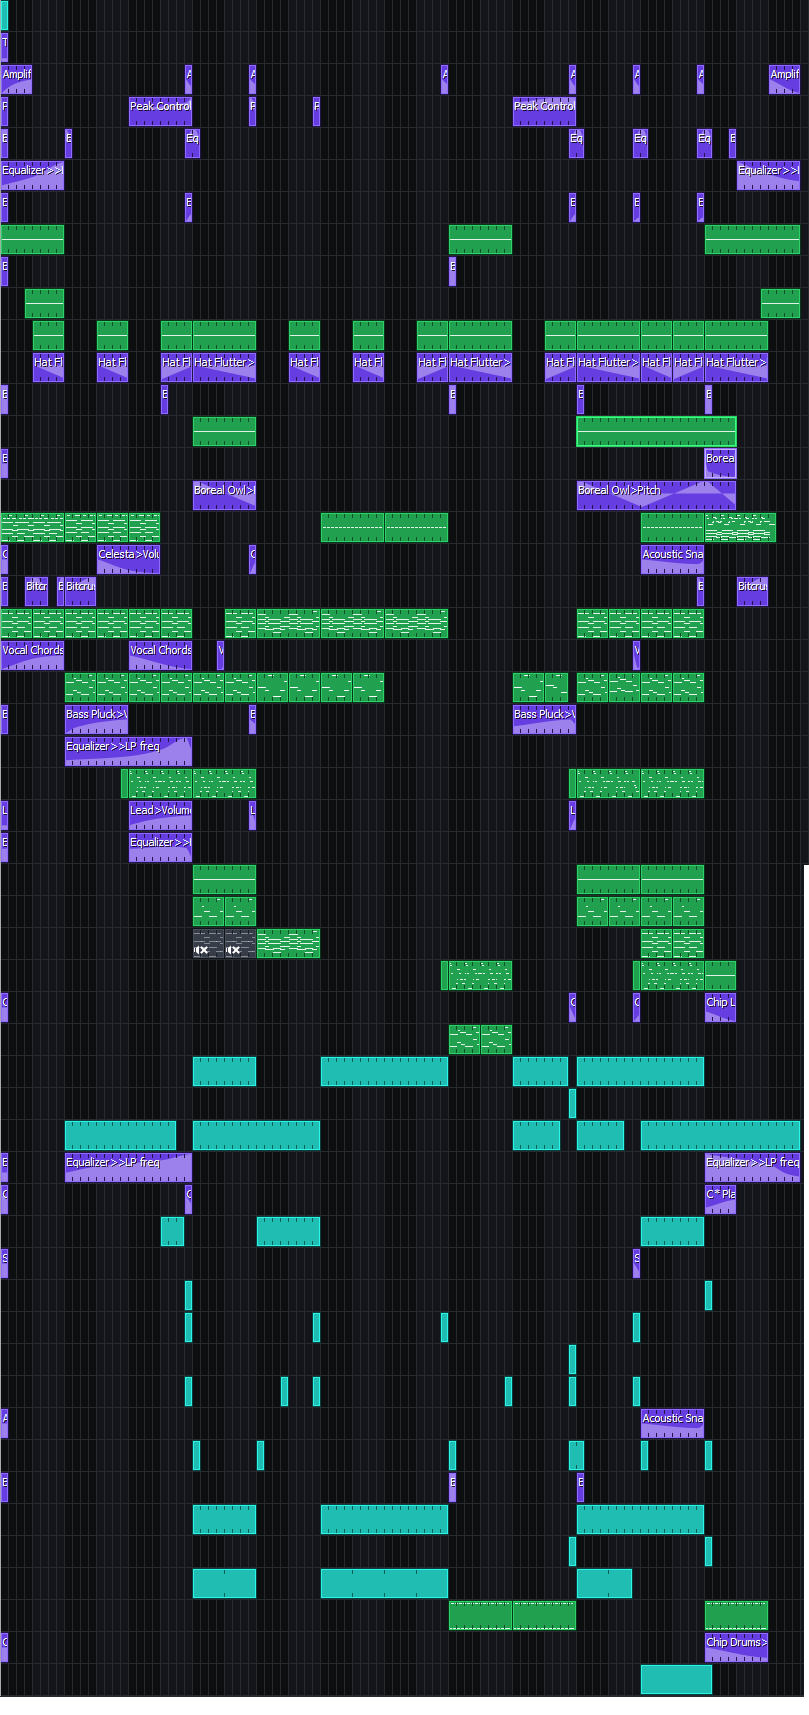 T
Amplif A A A A A A Amplif
P Peak Control P P Peak Control
E E Eq Eq Eq Eq E
Equalizer>>I Equalizer>>I
E E E E E
E E
Hat Fl Hat Fl Hat Fl Hat Flutter> Hat Fl Hat Fl Hat Fl Hat Flutter> Hat Fl Hat Flutter> Hat Fl Hat Fl Hat Flutter>
E E E E E
E Borea
Boreal Owl>I Boreal Owl>Pitch
C Celesta>Volu C Acoustic Sna
E Bitcr E Bitcrus E Bitcrus
Vocal Chords Vocal Chords V V
E Bass Pluck>V E Bass Pluck>V
Equalizer>>LP freq
L Lead>Volume L L
E Equalizer>>I
C C C Chip L
E Equalizer>>LP freq Equalizer>>LP freq
C C C* Pla
S S
A Acoustic Sna
E E E
C Chip Drums>